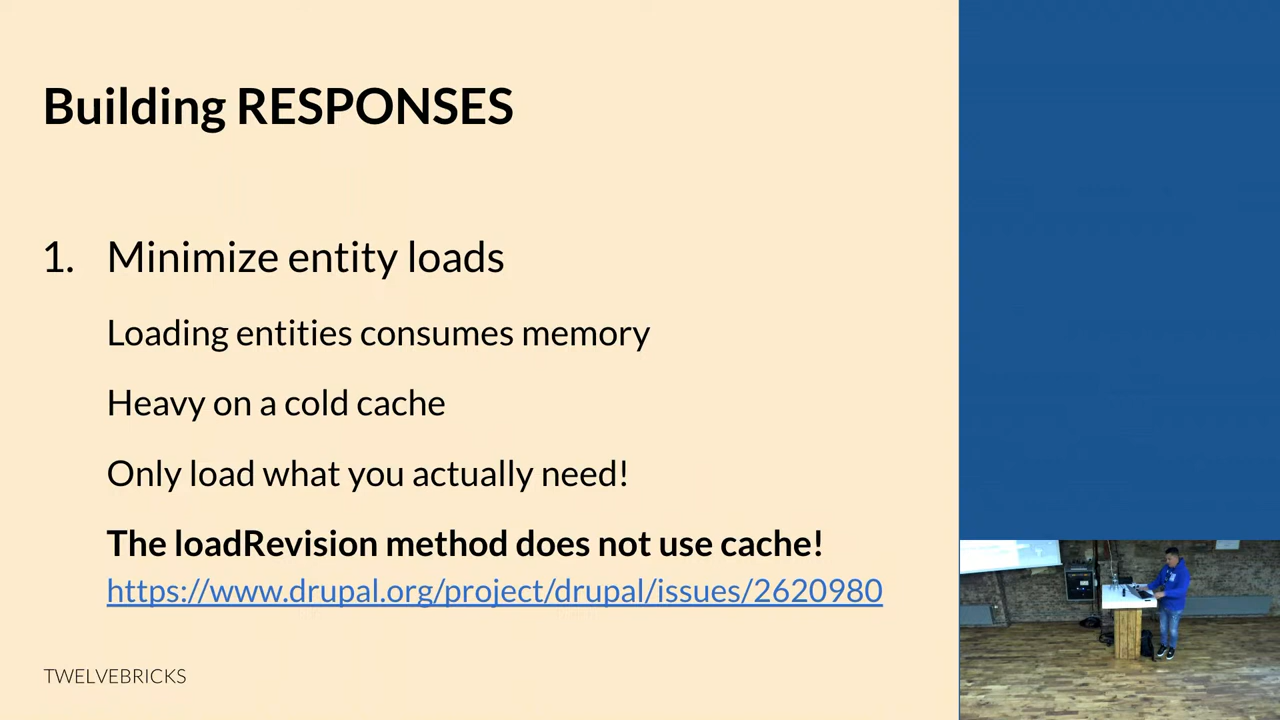 Building RESPONSES
1. Minimize entity loads
Loading entities consumes memory
Heavy on a cold cache
Only load what you actually need!
The loadRevision method does not use cache!
https://www.drupal.org/project/drupal/issues/2620980
TWELVEBRICKS